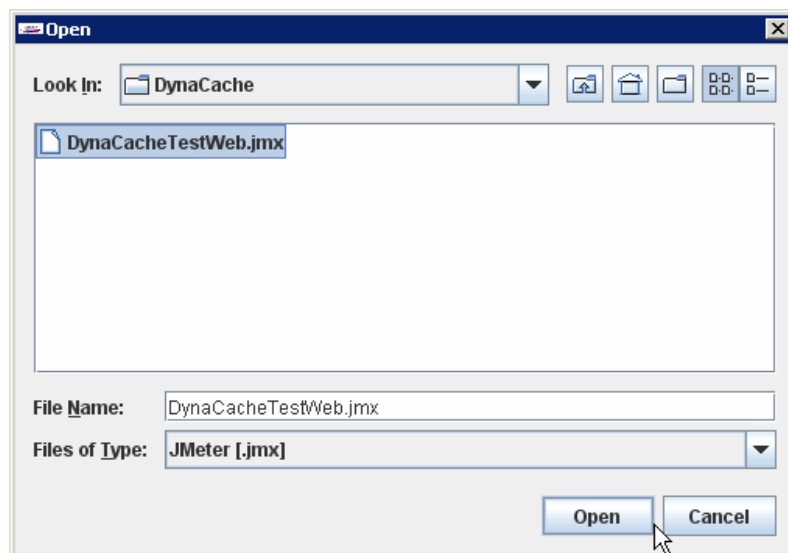 Open
Look In: DynaCache
DynaCacheTestWeb.jmx
File Name: DynaCacheTestWeb.jmx
Files of Type: JMeter [.jmx]
Open Cancel